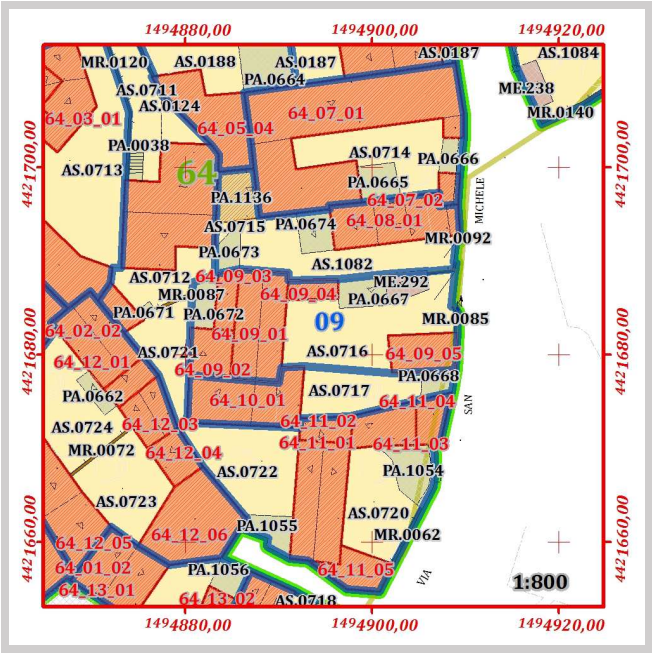 1494880,00 1494900,00 1494920,00
MR.0120 AS.0188 AS.0187 AS.0187 AS.1084
PA.0664
AS.0711 ME.238
AS.0124 MR.0140
64_03_01 64_05_04 64_07_01
4421700,00 4421700,00
PA.0038 AS.0714 PA.0666
AS.0713 64 PA.0665
PA.1136 64_07_02 MICHELE
AS.0715 PA.0674 64_08_01
MR.0092
PA.0673 AS.1082
AS.0712 64_09_03 ME.292
MR.0087 64_09_04 PA.0667
PA.0671 PA.0672 09 MR.0085
64_02_02 64_09_01
4421680,00 4421680,00
AS.0721 AS.0716 64_09_05
64_12_01 64_09_02
PA.0668
PA.0662 64_10_01 AS.0717 64_11_04 SAN
AS.0724 64_12_03 64_11_02
64_11_01 64_11_03
MR.0072 64_12_04
AS.0722 PA.1054
AS.0723 AS.0720
PA.1055
4421660,00 4421660,00
64_12_05 64_12_06 MR.0062
64_01_02 PA.1056 64_11_05 VIA
64_13_01 64_13_02 AS.0718 1:800
1494880,00 1494900,00 1494920,00